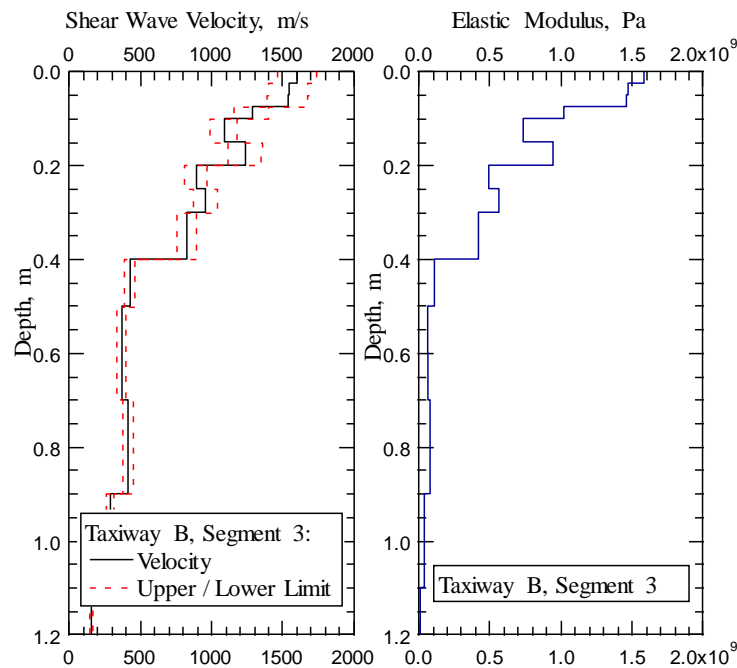 Shear Wave Velocity, m/s
0 500 1000 1500 2000
Elastic Modulus, Pa
0 0.5 1.0 1.5 2.0x10⁹
Depth, m
0.0
0.2
0.4
0.6
0.8
1.0
1.2
Taxiway B, Segment 3:
Velocity
Upper / Lower Limit
0 500 1000 1500 2000
Depth, m
0.0
0.2
0.4
0.6
0.8
1.0
1.2
Taxiway B, Segment 3
0 0.5 1.0 1.5 2.0x10⁹